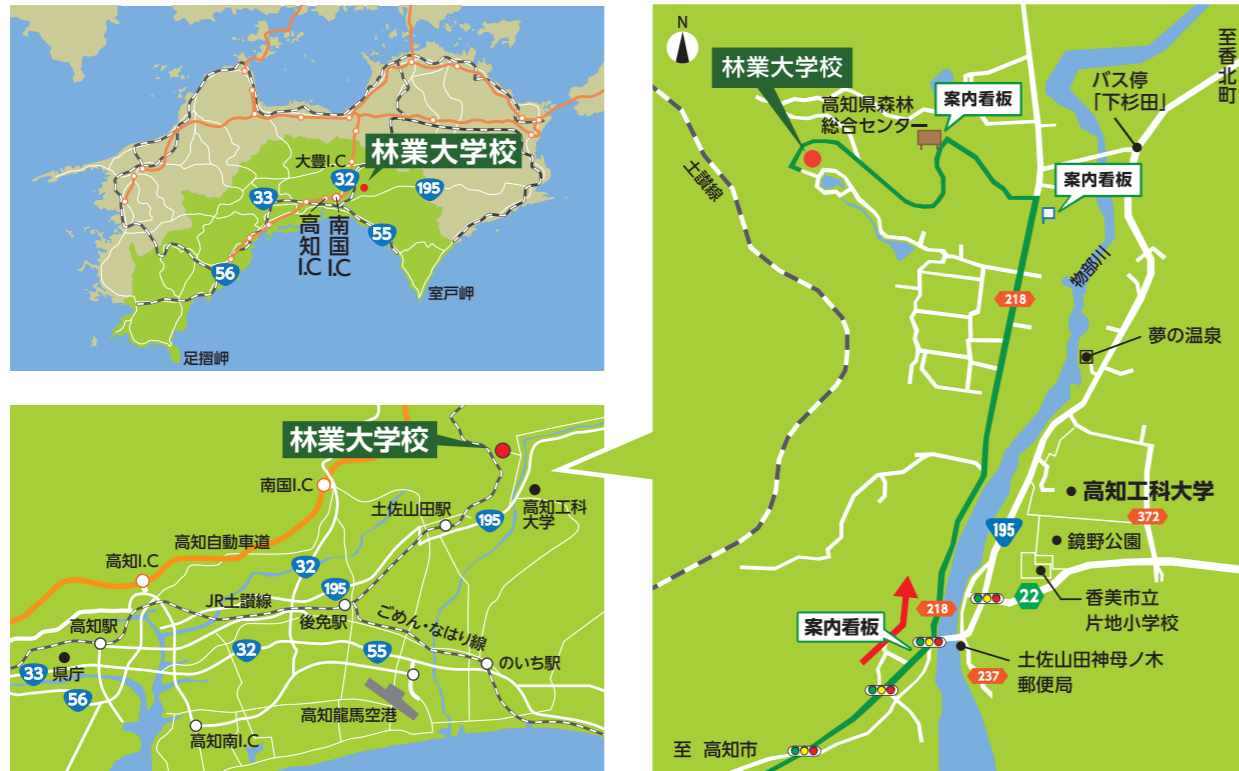 大豊I.C
林業大学校
32
33
195
高知I.C
南国I.C
55
56
室戸岬
足摺岬
林業大学校
南国I.C
土佐山田駅
高知工科
大学
195
高知自動車道
高知I.C
32
195
JR土讃線
後免駅
ごめん・なはり線
高知駅
32
55
のいち駅
県庁
33
56
高知龍馬空港
高知南I.C
N
至香北町
林業大学校
高知県森林
総合センター
案内看板
バス停
「下杉田」
土讃線
案内看板
物部川
218
夢の温泉
高知工科大学
372
195
鏡野公園
22
218
香美市立
片地小学校
案内看板
土佐山田神母ノ木
郵便局
237
至 高知市